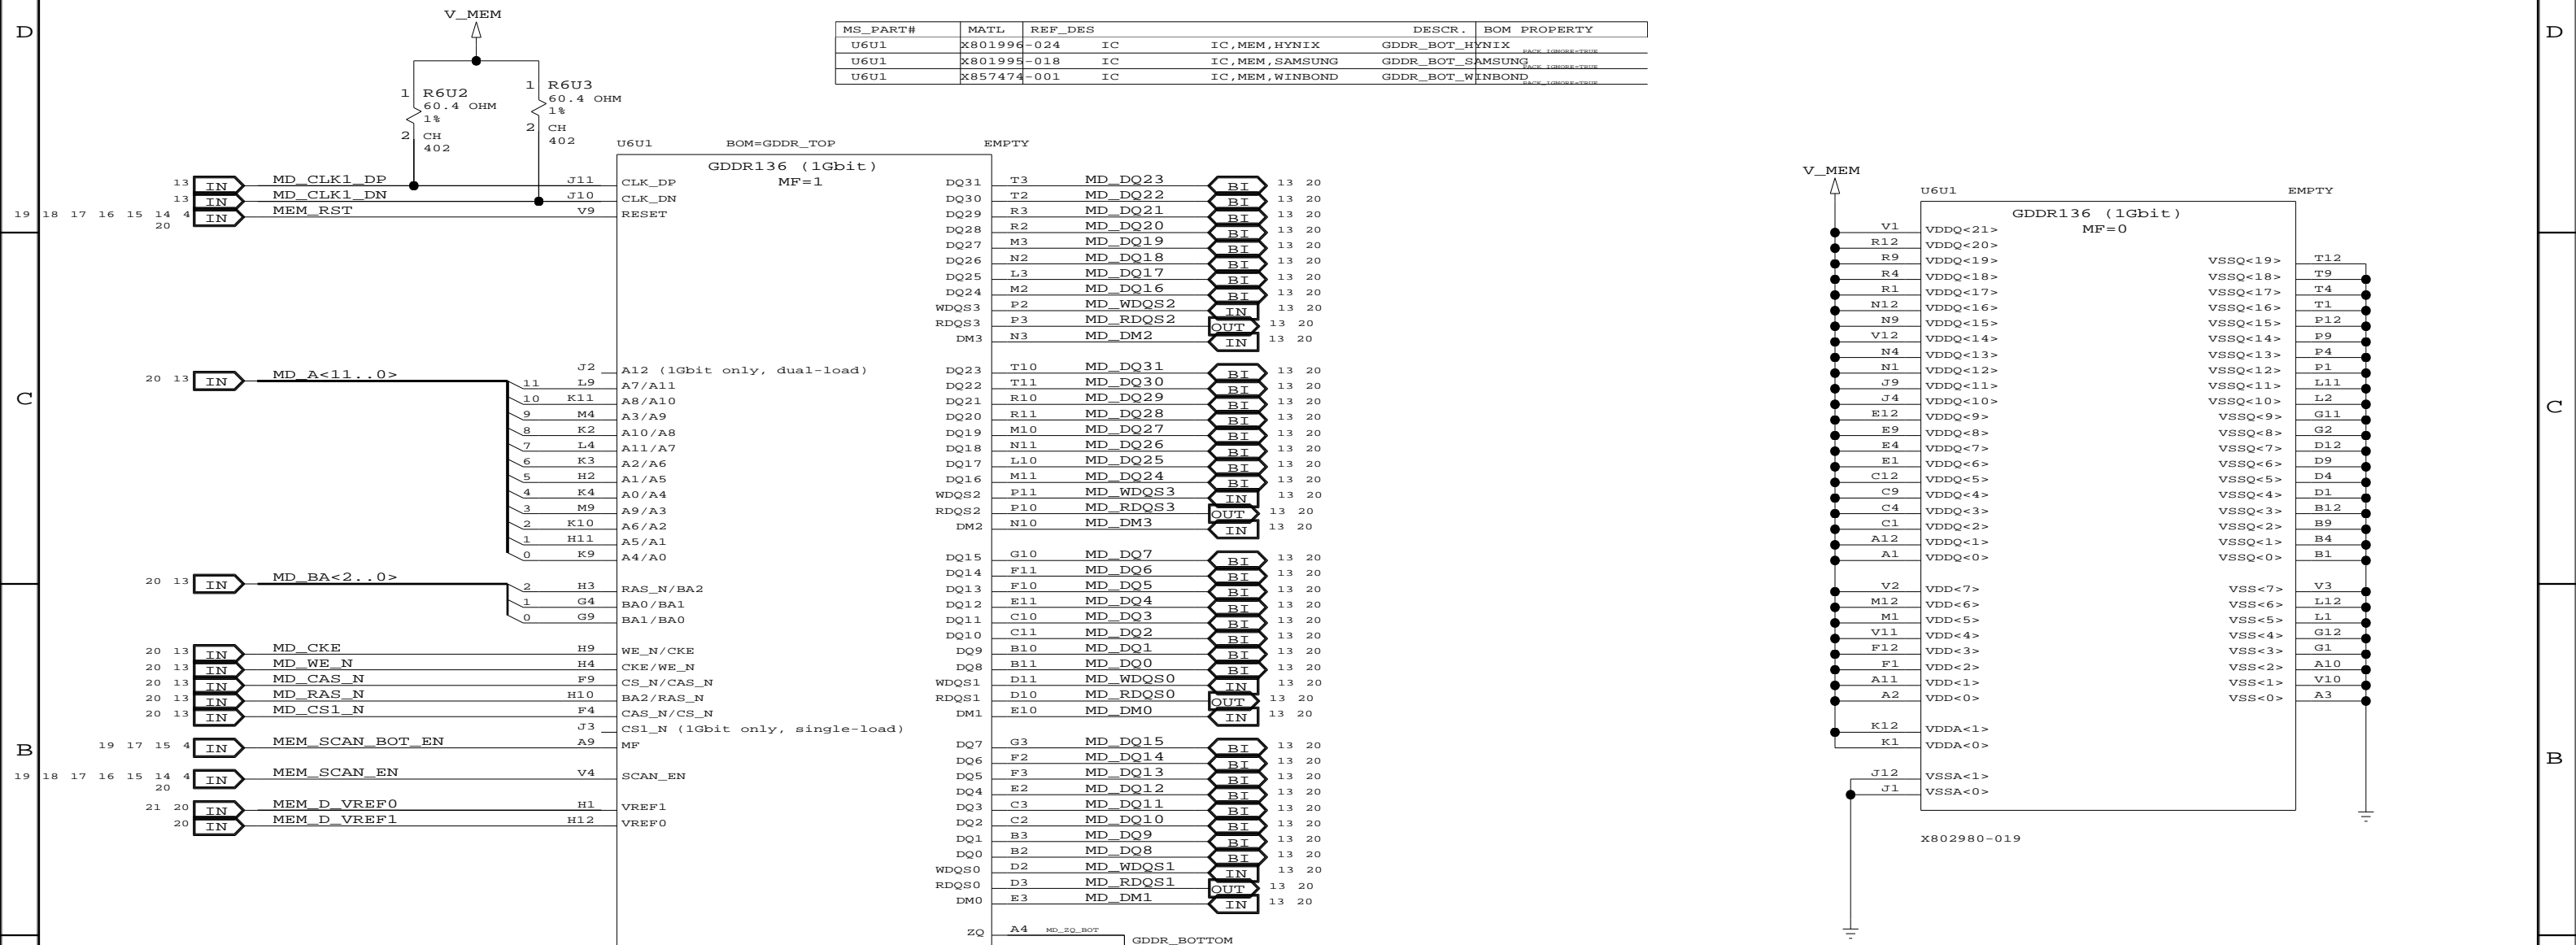 D
V_MEM
MS_PART# MATL REF_DES DESCR. BOM PROPERTY
U6U1 X801996-024 IC IC,MEM,HYNIX GDDR_BOT_HYNIX PACK_IGNORE=TRUE
U6U1 X801995-018 IC IC,MEM,SAMSUNG GDDR_BOT_SAMSUNG PACK_IGNORE=TRUE
U6U1 X857474-001 IC IC,MEM,WINBOND GDDR_BOT_WINBOND PACK_IGNORE=TRUE
D
1 R6U2
60.4 OHM
1%
2 CH
402
1 R6U3
60.4 OHM
1%
2 CH
402
U6U1 BOM=GDDR_TOP EMPTY
GDDR136 (1Gbit)
MF=1
13 IN MD_CLK1_DP J11 CLK_DP
13 IN MD_CLK1_DN J10 CLK_DN
19 18 17 16 15 14 4 IN MEM_RST V9 RESET
20
C
J2 A12 (1Gbit only, dual-load)
20 13 IN MD_A<11..0>
11 L9 A7/A11
10 K11 A8/A10
9 M4 A3/A9
8 K2 A10/A8
7 L4 A11/A7
6 K3 A2/A6
5 H2 A1/A5
4 K4 A0/A4
3 M9 A9/A3
2 K10 A6/A2
1 H11 A5/A1
0 K9 A4/A0
20 13 IN MD_BA<2..0>
2 H3 RAS_N/BA2
1 G4 BA0/BA1
0 G9 BA1/BA0
20 13 IN MD_CKE H9 WE_N/CKE
20 13 IN MD_WE_N H4 CKE/WE_N
20 13 IN MD_CAS_N F9 CS_N/CAS_N
20 13 IN MD_RAS_N H10 BA2/RAS_N
20 13 IN MD_CS1_N F4 CAS_N/CS_N
J3 CS1_N (1Gbit only, single-load)
B
19 17 15 4 IN MEM_SCAN_BOT_EN A9 MF
19 18 17 16 15 14 4 IN MEM_SCAN_EN V4 SCAN_EN
20
21 20 IN MEM_D_VREF0 H1 VREF1
20 IN MEM_D_VREF1 H12 VREF0
DQ31 T3 MD_DQ23 BI 13 20
DQ30 T2 MD_DQ22 BI 13 20
DQ29 R3 MD_DQ21 BI 13 20
DQ28 R2 MD_DQ20 BI 13 20
DQ27 M3 MD_DQ19 BI 13 20
DQ26 N2 MD_DQ18 BI 13 20
DQ25 L3 MD_DQ17 BI 13 20
DQ24 M2 MD_DQ16 BI 13 20
WDQS3 P2 MD_WDQS2 IN 13 20
RDQS3 P3 MD_RDQS2 OUT 13 20
DM3 N3 MD_DM2 IN 13 20
DQ23 T10 MD_DQ31 BI 13 20
DQ22 T11 MD_DQ30 BI 13 20
DQ21 R10 MD_DQ29 BI 13 20
DQ20 R11 MD_DQ28 BI 13 20
DQ19 M10 MD_DQ27 BI 13 20
DQ18 N11 MD_DQ26 BI 13 20
DQ17 L10 MD_DQ25 BI 13 20
DQ16 M11 MD_DQ24 BI 13 20
WDQS2 P11 MD_WDQS3 IN 13 20
RDQS2 P10 MD_RDQS3 OUT 13 20
DM2 N10 MD_DM3 IN 13 20
DQ15 G10 MD_DQ7 BI 13 20
DQ14 F11 MD_DQ6 BI 13 20
DQ13 F10 MD_DQ5 BI 13 20
DQ12 E11 MD_DQ4 BI 13 20
DQ11 C10 MD_DQ3 BI 13 20
DQ10 C11 MD_DQ2 BI 13 20
DQ9 B10 MD_DQ1 BI 13 20
DQ8 B11 MD_DQ0 BI 13 20
WDQS1 D11 MD_WDQS0 IN 13 20
RDQS1 D10 MD_RDQS0 OUT 13 20
DM1 E10 MD_DM0 IN 13 20
DQ7 G3 MD_DQ15 BI 13 20
DQ6 F2 MD_DQ14 BI 13 20
DQ5 F3 MD_DQ13 BI 13 20
DQ4 E2 MD_DQ12 BI 13 20
DQ3 C3 MD_DQ11 BI 13 20
DQ2 C2 MD_DQ10 BI 13 20
DQ1 B3 MD_DQ9 BI 13 20
DQ0 B2 MD_DQ8 BI 13 20
WDQS0 D2 MD_WDQS1 IN 13 20
RDQS0 D3 MD_RDQS1 OUT 13 20
DM0 E3 MD_DM1 IN 13 20
ZQ A4 MD_ZQ_BOT
GDDR_BOTTOM
V_MEM
U6U1 EMPTY
GDDR136 (1Gbit)
MF=0
V1 VDDQ<21>
R12 VDDQ<20>
R9 VDDQ<19> VSSQ<19> T12
R4 VDDQ<18> VSSQ<18> T9
R1 VDDQ<17> VSSQ<17> T4
N12 VDDQ<16> VSSQ<16> T1
N9 VDDQ<15> VSSQ<15> P12
V12 VDDQ<14> VSSQ<14> P9
N4 VDDQ<13> VSSQ<13> P4
N1 VDDQ<12> VSSQ<12> P1
J9 VDDQ<11> VSSQ<11> L11
J4 VDDQ<10> VSSQ<10> L2
E12 VDDQ<9> VSSQ<9> G11
E9 VDDQ<8> VSSQ<8> G2
E4 VDDQ<7> VSSQ<7> D12
E1 VDDQ<6> VSSQ<6> D9
C12 VDDQ<5> VSSQ<5> D4
C9 VDDQ<4> VSSQ<4> D1
C4 VDDQ<3> VSSQ<3> B12
C1 VDDQ<2> VSSQ<2> B9
A12 VDDQ<1> VSSQ<1> B4
A1 VDDQ<0> VSSQ<0> B1
V2 VDD<7> VSS<7> V3
M12 VDD<6> VSS<6> L12
M1 VDD<5> VSS<5> L1
V11 VDD<4> VSS<4> G12
F12 VDD<3> VSS<3> G1
F1 VDD<2> VSS<2> A10
A11 VDD<1> VSS<1> V10
A2 VDD<0> VSS<0> A3
K12 VDDA<1>
K1 VDDA<0>
J12 VSSA<1>
J1 VSSA<0>
X802980-019
C
B